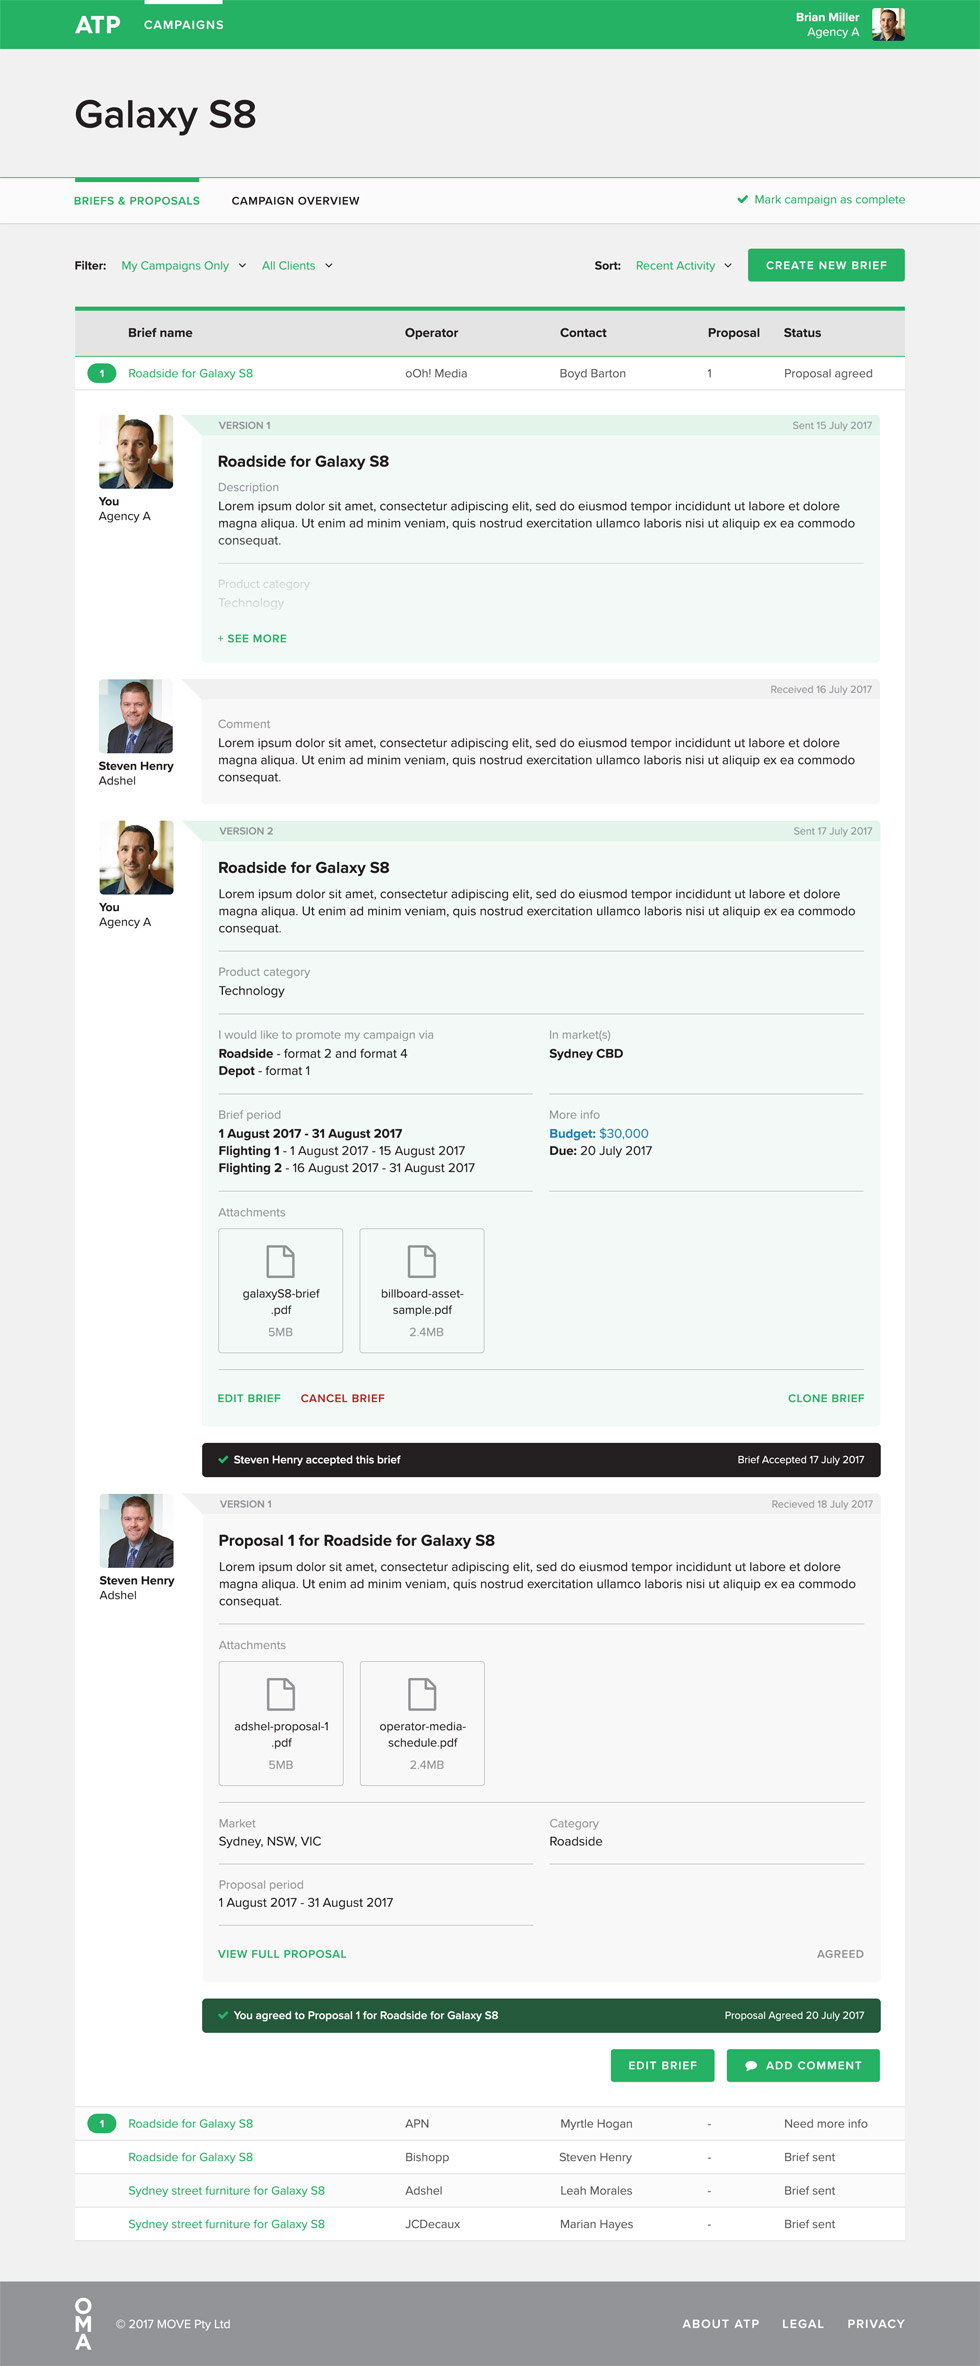 ATP CAMPAIGNS
Brian Miller
Agency A
Galaxy S8
BRIEFS & PROPOSALS CAMPAIGN OVERVIEW Mark campaign as complete
Filter: My Campaigns Only All Clients Sort: Recent Activity CREATE NEW BRIEF
Brief name Operator Contact Proposal Status
1 Roadside for Galaxy S8 oOh! Media Boyd Barton 1 Proposal agreed
You
Agency A
VERSION 1 Sent 15 July 2017
Roadside for Galaxy S8
Description
Lorem ipsum dolor sit amet, consectetur adipiscing elit, sed do eiusmod tempor incididunt ut labore et dolore
magna aliqua. Ut enim ad minim veniam, quis nostrud exercitation ullamco laboris nisi ut aliquip ex ea commodo
consequat.
Product category
Technology
+ SEE MORE
Steven Henry
Adshel
Received 16 July 2017
Comment
Lorem ipsum dolor sit amet, consectetur adipiscing elit, sed do eiusmod tempor incididunt ut labore et dolore
magna aliqua. Ut enim ad minim veniam, quis nostrud exercitation ullamco laboris nisi ut aliquip ex ea commodo
consequat.
You
Agency A
VERSION 2 Sent 17 July 2017
Roadside for Galaxy S8
Lorem ipsum dolor sit amet, consectetur adipiscing elit, sed do eiusmod tempor incididunt ut labore et dolore
magna aliqua. Ut enim ad minim veniam, quis nostrud exercitation ullamco laboris nisi ut aliquip ex ea commodo
consequat.
Product category
Technology
I would like to promote my campaign via
Roadside - format 2 and format 4
Depot - format 1
In market(s)
Sydney CBD
Brief period
1 August 2017 - 31 August 2017
Flighting 1 - 1 August 2017 - 15 August 2017
Flighting 2 - 16 August 2017 - 31 August 2017
More info
Budget: $30,000
Due: 20 July 2017
Attachments
galaxyS8-brief
.pdf
5MB
billboard-asset-
sample.pdf
2.4MB
EDIT BRIEF CANCEL BRIEF CLONE BRIEF
Steven Henry accepted this brief Brief Accepted 17 July 2017
Steven Henry
Adshel
VERSION 1 Recieved 18 July 2017
Proposal 1 for Roadside for Galaxy S8
Lorem ipsum dolor sit amet, consectetur adipiscing elit, sed do eiusmod tempor incididunt ut labore et dolore
magna aliqua. Ut enim ad minim veniam, quis nostrud exercitation ullamco laboris nisi ut aliquip ex ea commodo
consequat.
Attachments
adshel-proposal-1
.pdf
5MB
operator-media-
schedule.pdf
2.4MB
Market
Sydney, NSW, VIC
Category
Roadside
Proposal period
1 August 2017 - 31 August 2017
VIEW FULL PROPOSAL AGREED
You agreed to Proposal 1 for Roadside for Galaxy S8 Proposal Agreed 20 July 2017
EDIT BRIEF ADD COMMENT
1 Roadside for Galaxy S8 APN Myrtle Hogan - Need more info
Roadside for Galaxy S8 Bishopp Steven Henry - Brief sent
Sydney street furniture for Galaxy S8 Adshel Leah Morales - Brief sent
Sydney street furniture for Galaxy S8 JCDecaux Marian Hayes - Brief sent
OMA
© 2017 MOVE Pty Ltd ABOUT ATP LEGAL PRIVACY